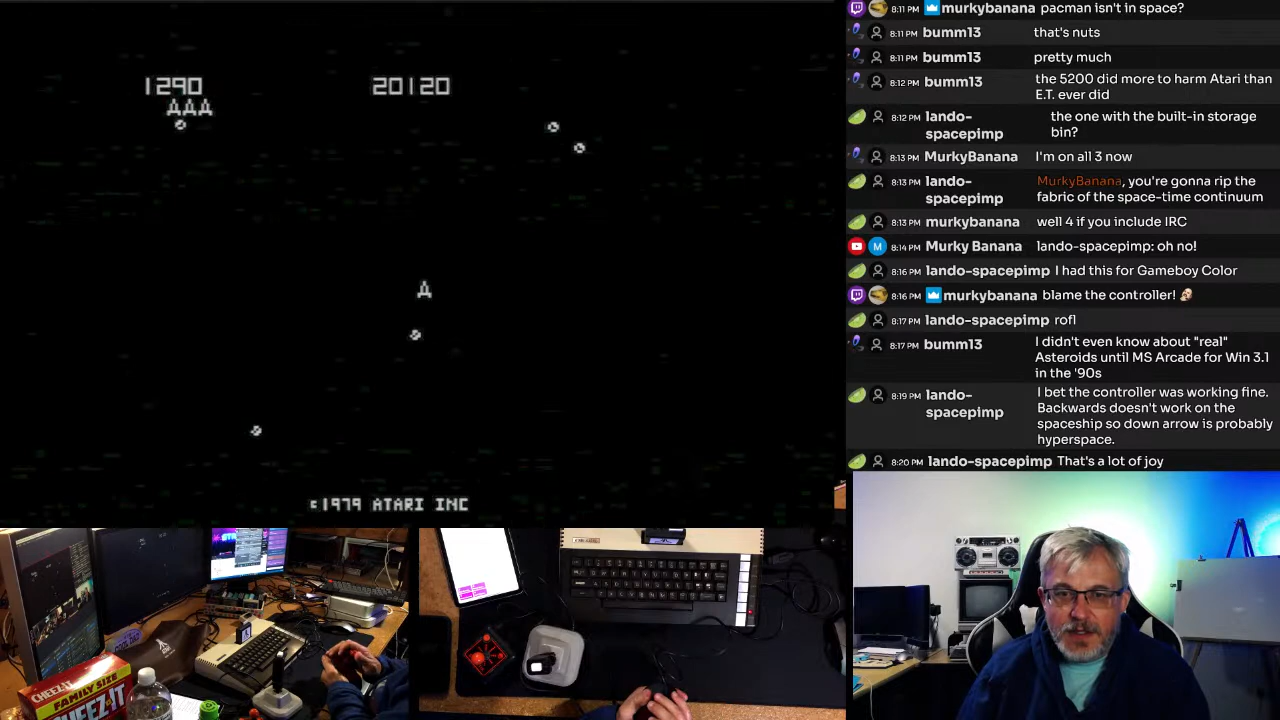 1290
20120
©1979 ATARI INC
8:11 PM murkybanana pacman isn't in space?
8:11 PM bumm13 that's nuts
8:11 PM bumm13 pretty much
8:12 PM bumm13 the 5200 did more to harm Atari than
E.T. ever did
8:12 PM lando- the one with the built-in storage
spacepimp bin?
8:13 PM MurkyBanana I'm on all 3 now
8:13 PM lando- MurkyBanana, you're gonna rip the
spacepimp fabric of the space-time continuum
8:13 PM murkybanana well 4 if you include IRC
M 8:14 PM Murky Banana lando-spacepimp: oh no!
8:16 PM lando-spacepimp I had this for Gameboy Color
8:16 PM murkybanana blame the controller!
8:17 PM lando-spacepimp rofl
8:17 PM bumm13 I didn't even know about "real"
Asteroids until MS Arcade for Win 3.1
in the '90s
8:19 PM lando- I bet the controller was working fine.
spacepimp Backwards doesn't work on the
spaceship so down arrow is probably
hyperspace.
8:20 PM lando-spacepimp That's a lot of joy
CHEEZ-IT
FAMILY SIZE
CHEEZ-IT